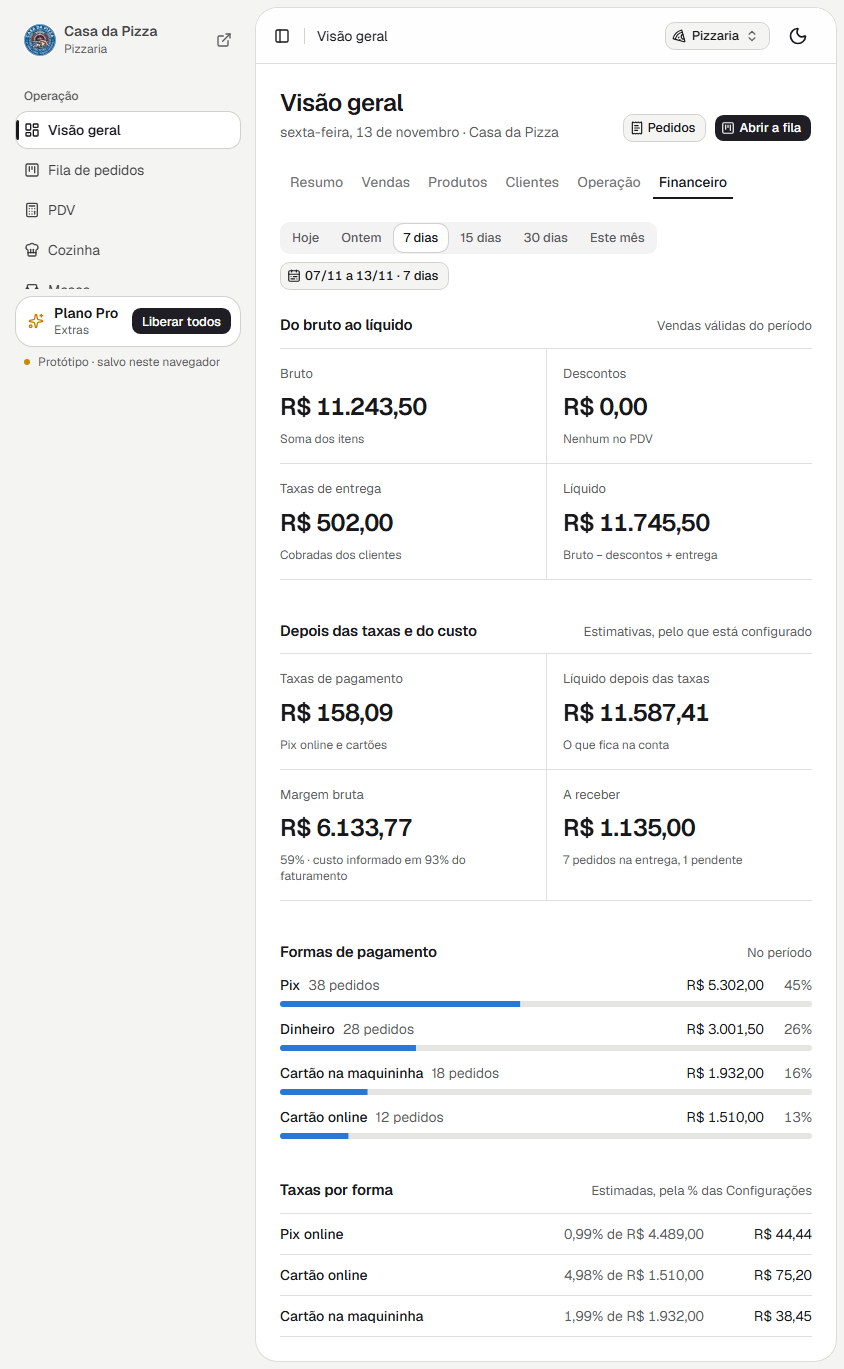 Casa da Pizza
Pizzaria
Operação
Visão geral
Fila de pedidos
PDV
Cozinha
Plano Pro
Extras
Liberar todos
Protótipo · salvo neste navegador
Visão geral
Pizzaria
Visão geral
sexta-feira, 13 de novembro · Casa da Pizza
Pedidos
Abrir a fila
Resumo Vendas Produtos Clientes Operação Financeiro
Hoje Ontem 7 dias 15 dias 30 dias Este mês
07/11 a 13/11 · 7 dias
Do bruto ao líquido Vendas válidas do período
Bruto
R$ 11.243,50
Soma dos itens
Descontos
R$ 0,00
Nenhum no PDV
Taxas de entrega
R$ 502,00
Cobradas dos clientes
Líquido
R$ 11.745,50
Bruto − descontos + entrega
Depois das taxas e do custo Estimativas, pelo que está configurado
Taxas de pagamento
R$ 158,09
Pix online e cartões
Líquido depois das taxas
R$ 11.587,41
O que fica na conta
Margem bruta
R$ 6.133,77
59% · custo informado em 93% do
faturamento
A receber
R$ 1.135,00
7 pedidos na entrega, 1 pendente
Formas de pagamento No período
Pix 38 pedidos R$ 5.302,00 45%
Dinheiro 28 pedidos R$ 3.001,50 26%
Cartão na maquininha 18 pedidos R$ 1.932,00 16%
Cartão online 12 pedidos R$ 1.510,00 13%
Taxas por forma Estimadas, pela % das Configurações
Pix online 0,99% de R$ 4.489,00 R$ 44,44
Cartão online 4,98% de R$ 1.510,00 R$ 75,20
Cartão na maquininha 1,99% de R$ 1.932,00 R$ 38,45